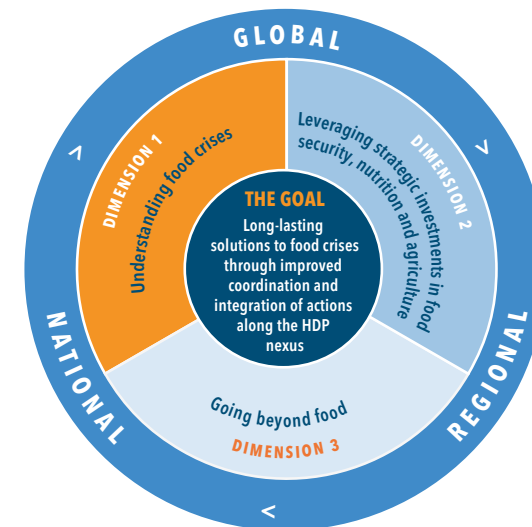 GLOBAL
DIMENSION 1
Understanding food crises
DIMENSION 2
Leveraging strategic investments in food
security, nutrition and agriculture
THE GOAL
Long-lasting
solutions to food crises
through improved
coordination and
integration of actions
along the HDP
nexus
NATIONAL
REGIONAL
Going beyond food
DIMENSION 3